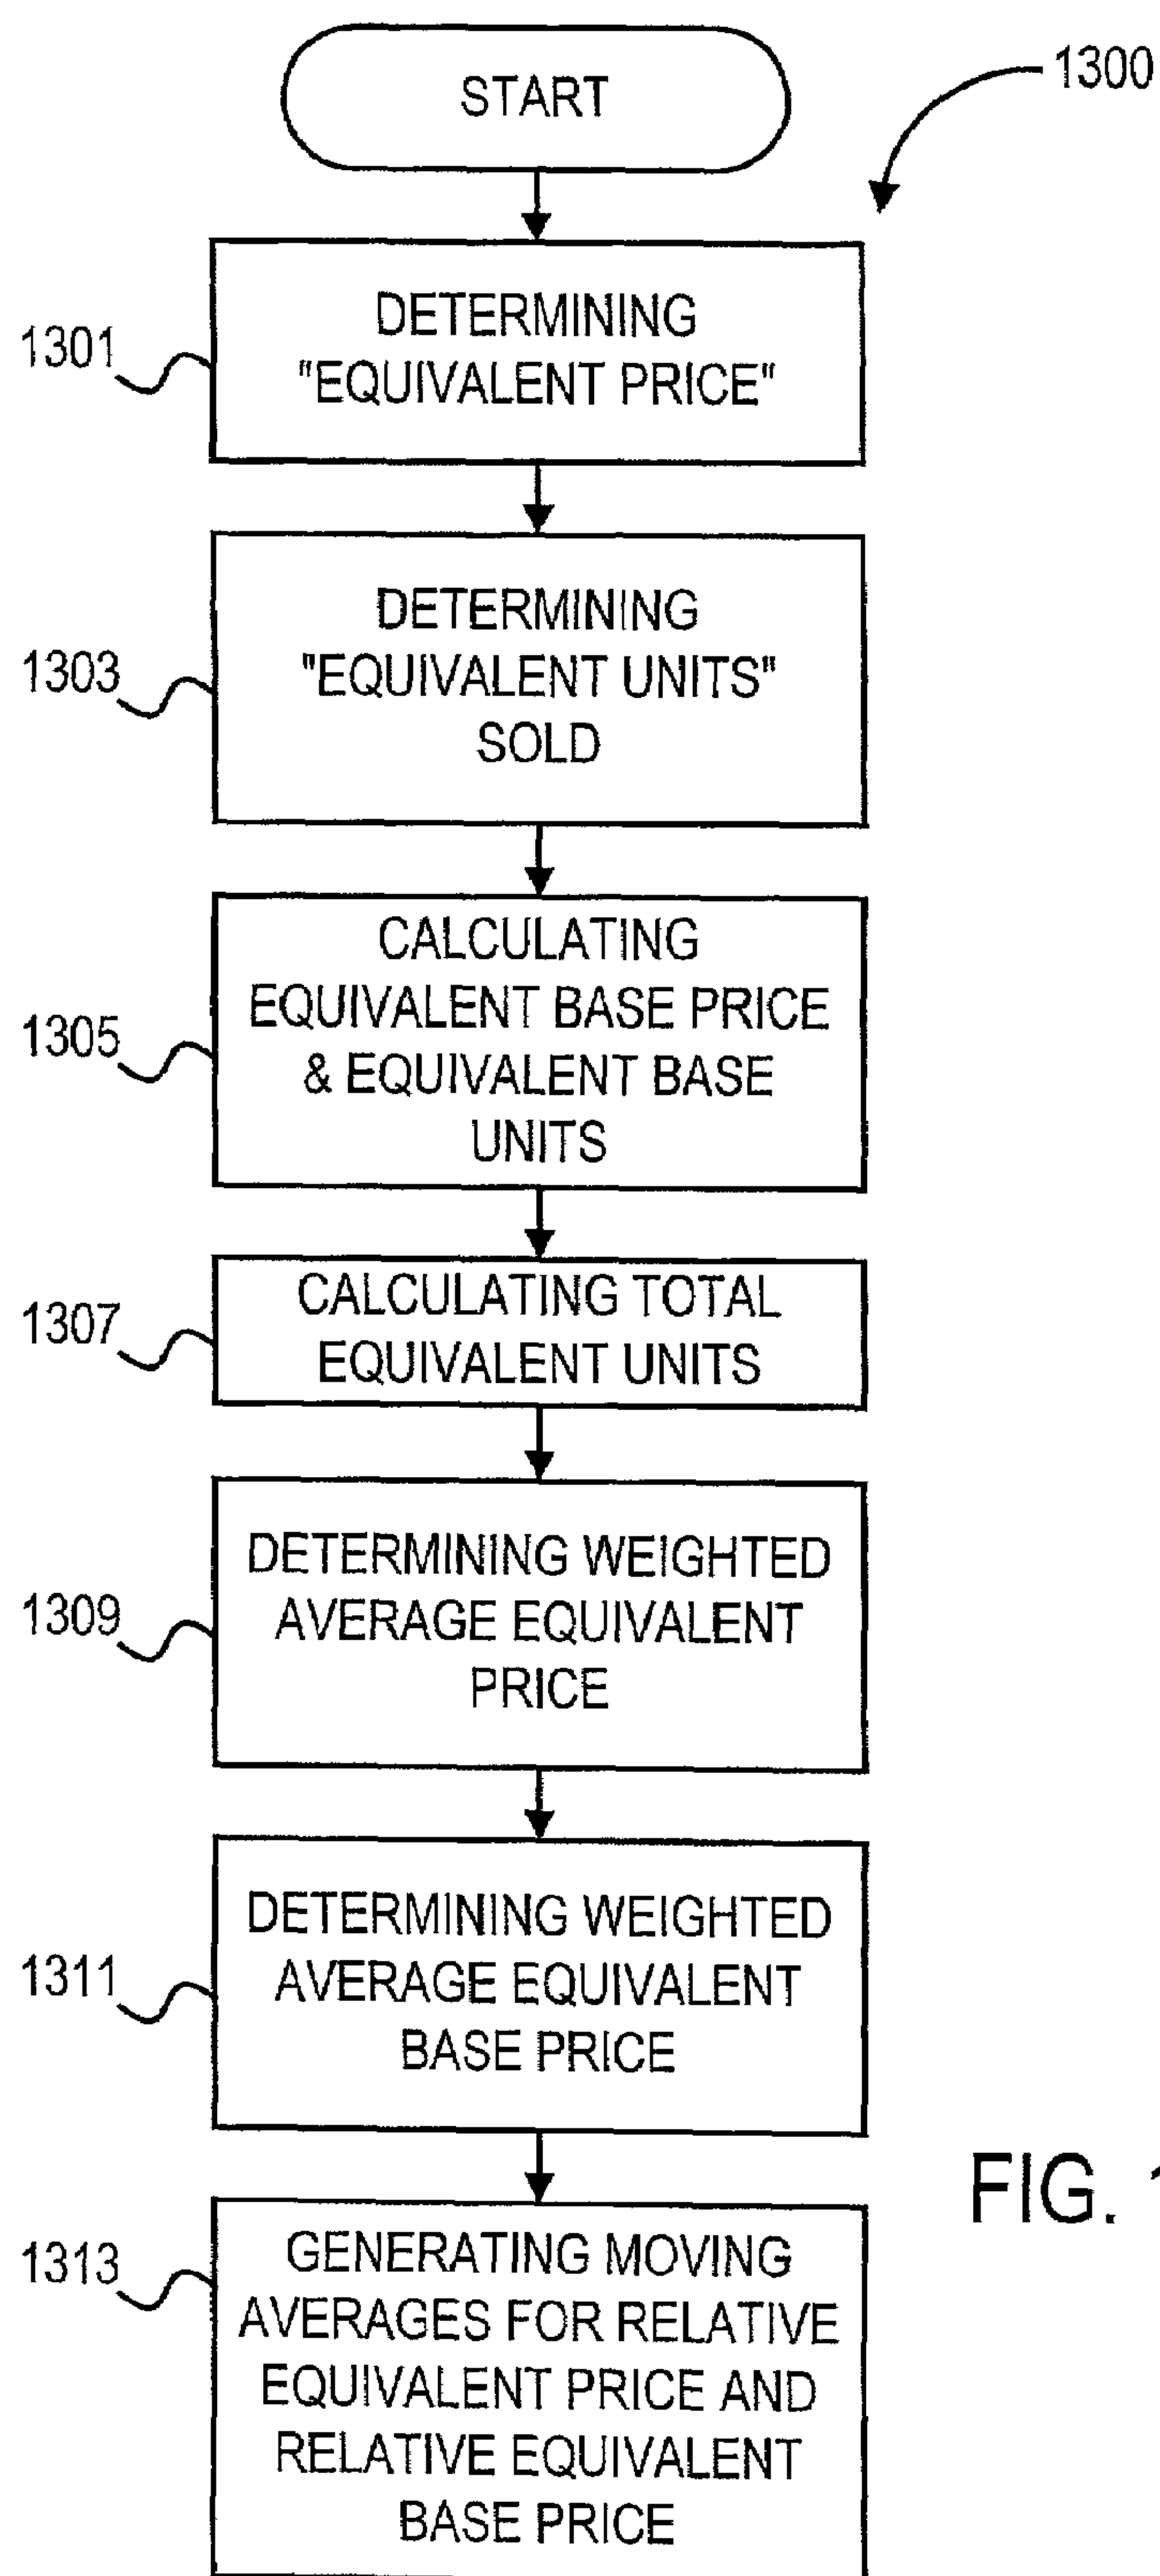 START
1300
1301
DETERMINING
"EQUIVALENT PRICE"
1303
DETERMINING
"EQUIVALENT UNITS"
SOLD
1305
CALCULATING
EQUIVALENT BASE PRICE
& EQUIVALENT BASE
UNITS
1307
CALCULATING TOTAL
EQUIVALENT UNITS
1309
DETERMINING WEIGHTED
AVERAGE EQUIVALENT
PRICE
1311
DETERMINING WEIGHTED
AVERAGE EQUIVALENT
BASE PRICE
FIG.
1313
GENERATING MOVING
AVERAGES FOR RELATIVE
EQUIVALENT PRICE AND
RELATIVE EQUIVALENT
BASE PRICE